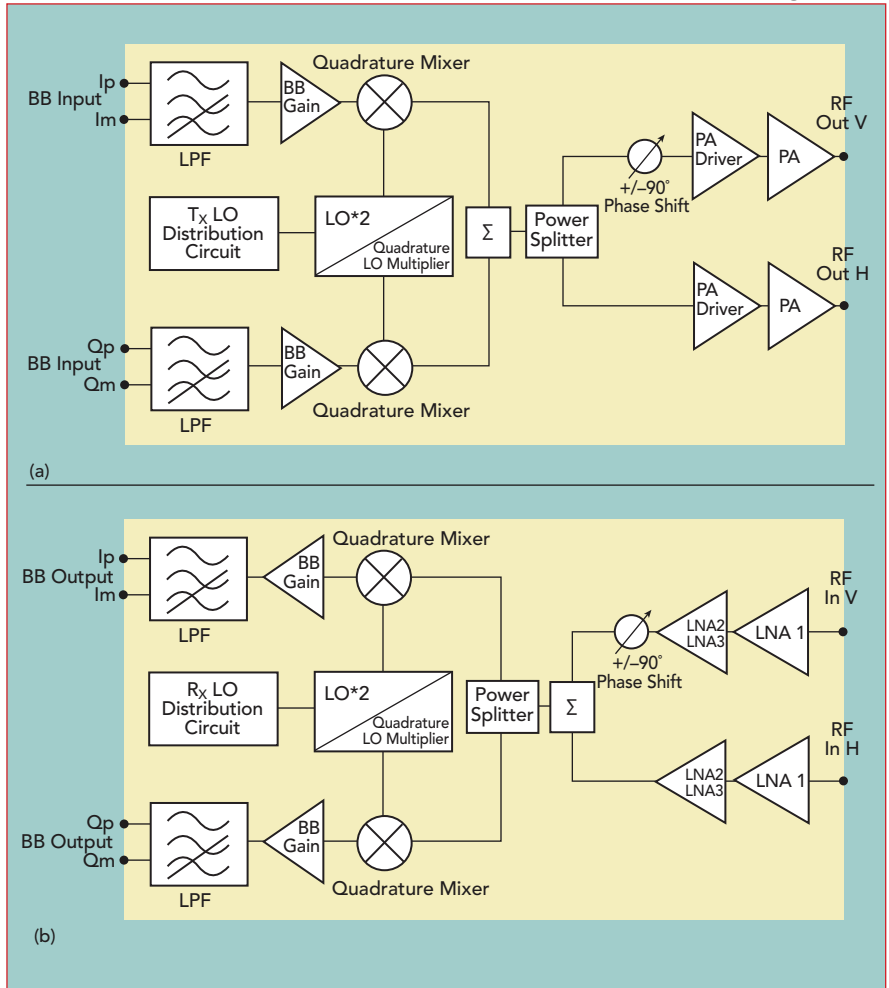 Quadrature Mixer
Ip
BB Input
Im
LPF
BB
Gain
RF
Out V
PA
Driver
PA
+/–90°
Phase Shift
TX LO
Distribution
Circuit
LO*2
Quadrature
LO Multiplier
Σ
Power
Splitter
RF
Out H
PA
Driver
PA
Qp
BB Input
Qm
LPF
BB
Gain
Quadrature Mixer
(a)
Quadrature Mixer
Ip
BB Output
Im
LPF
BB
Gain
RF
In V
LNA2
LNA3
LNA 1
+/–90°
Phase Shift
RX LO
Distribution
Circuit
LO*2
Quadrature
LO Multiplier
Power
Splitter
Σ
RF
In H
LNA2
LNA3
LNA 1
Qp
BB Output
Qm
LPF
BB
Gain
Quadrature Mixer
(b)